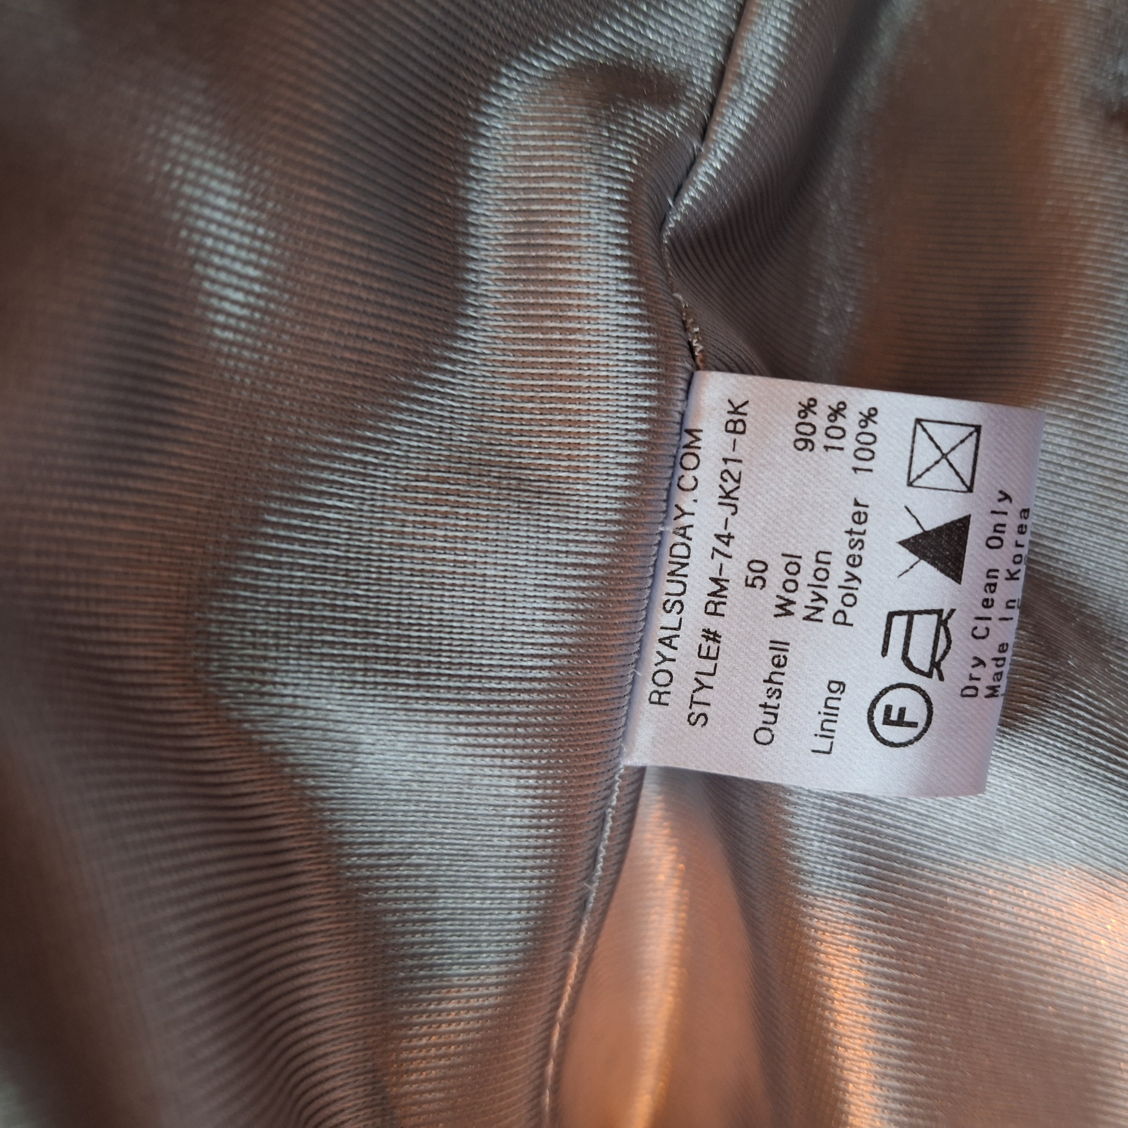 ROYALSUNDAY.COM
STYLE# RM-74-JK21-BK
50
Outshell Wool 90%
Nylon 10%
Lining Polyester 100%
F
Dry Clean Only
Made In Korea